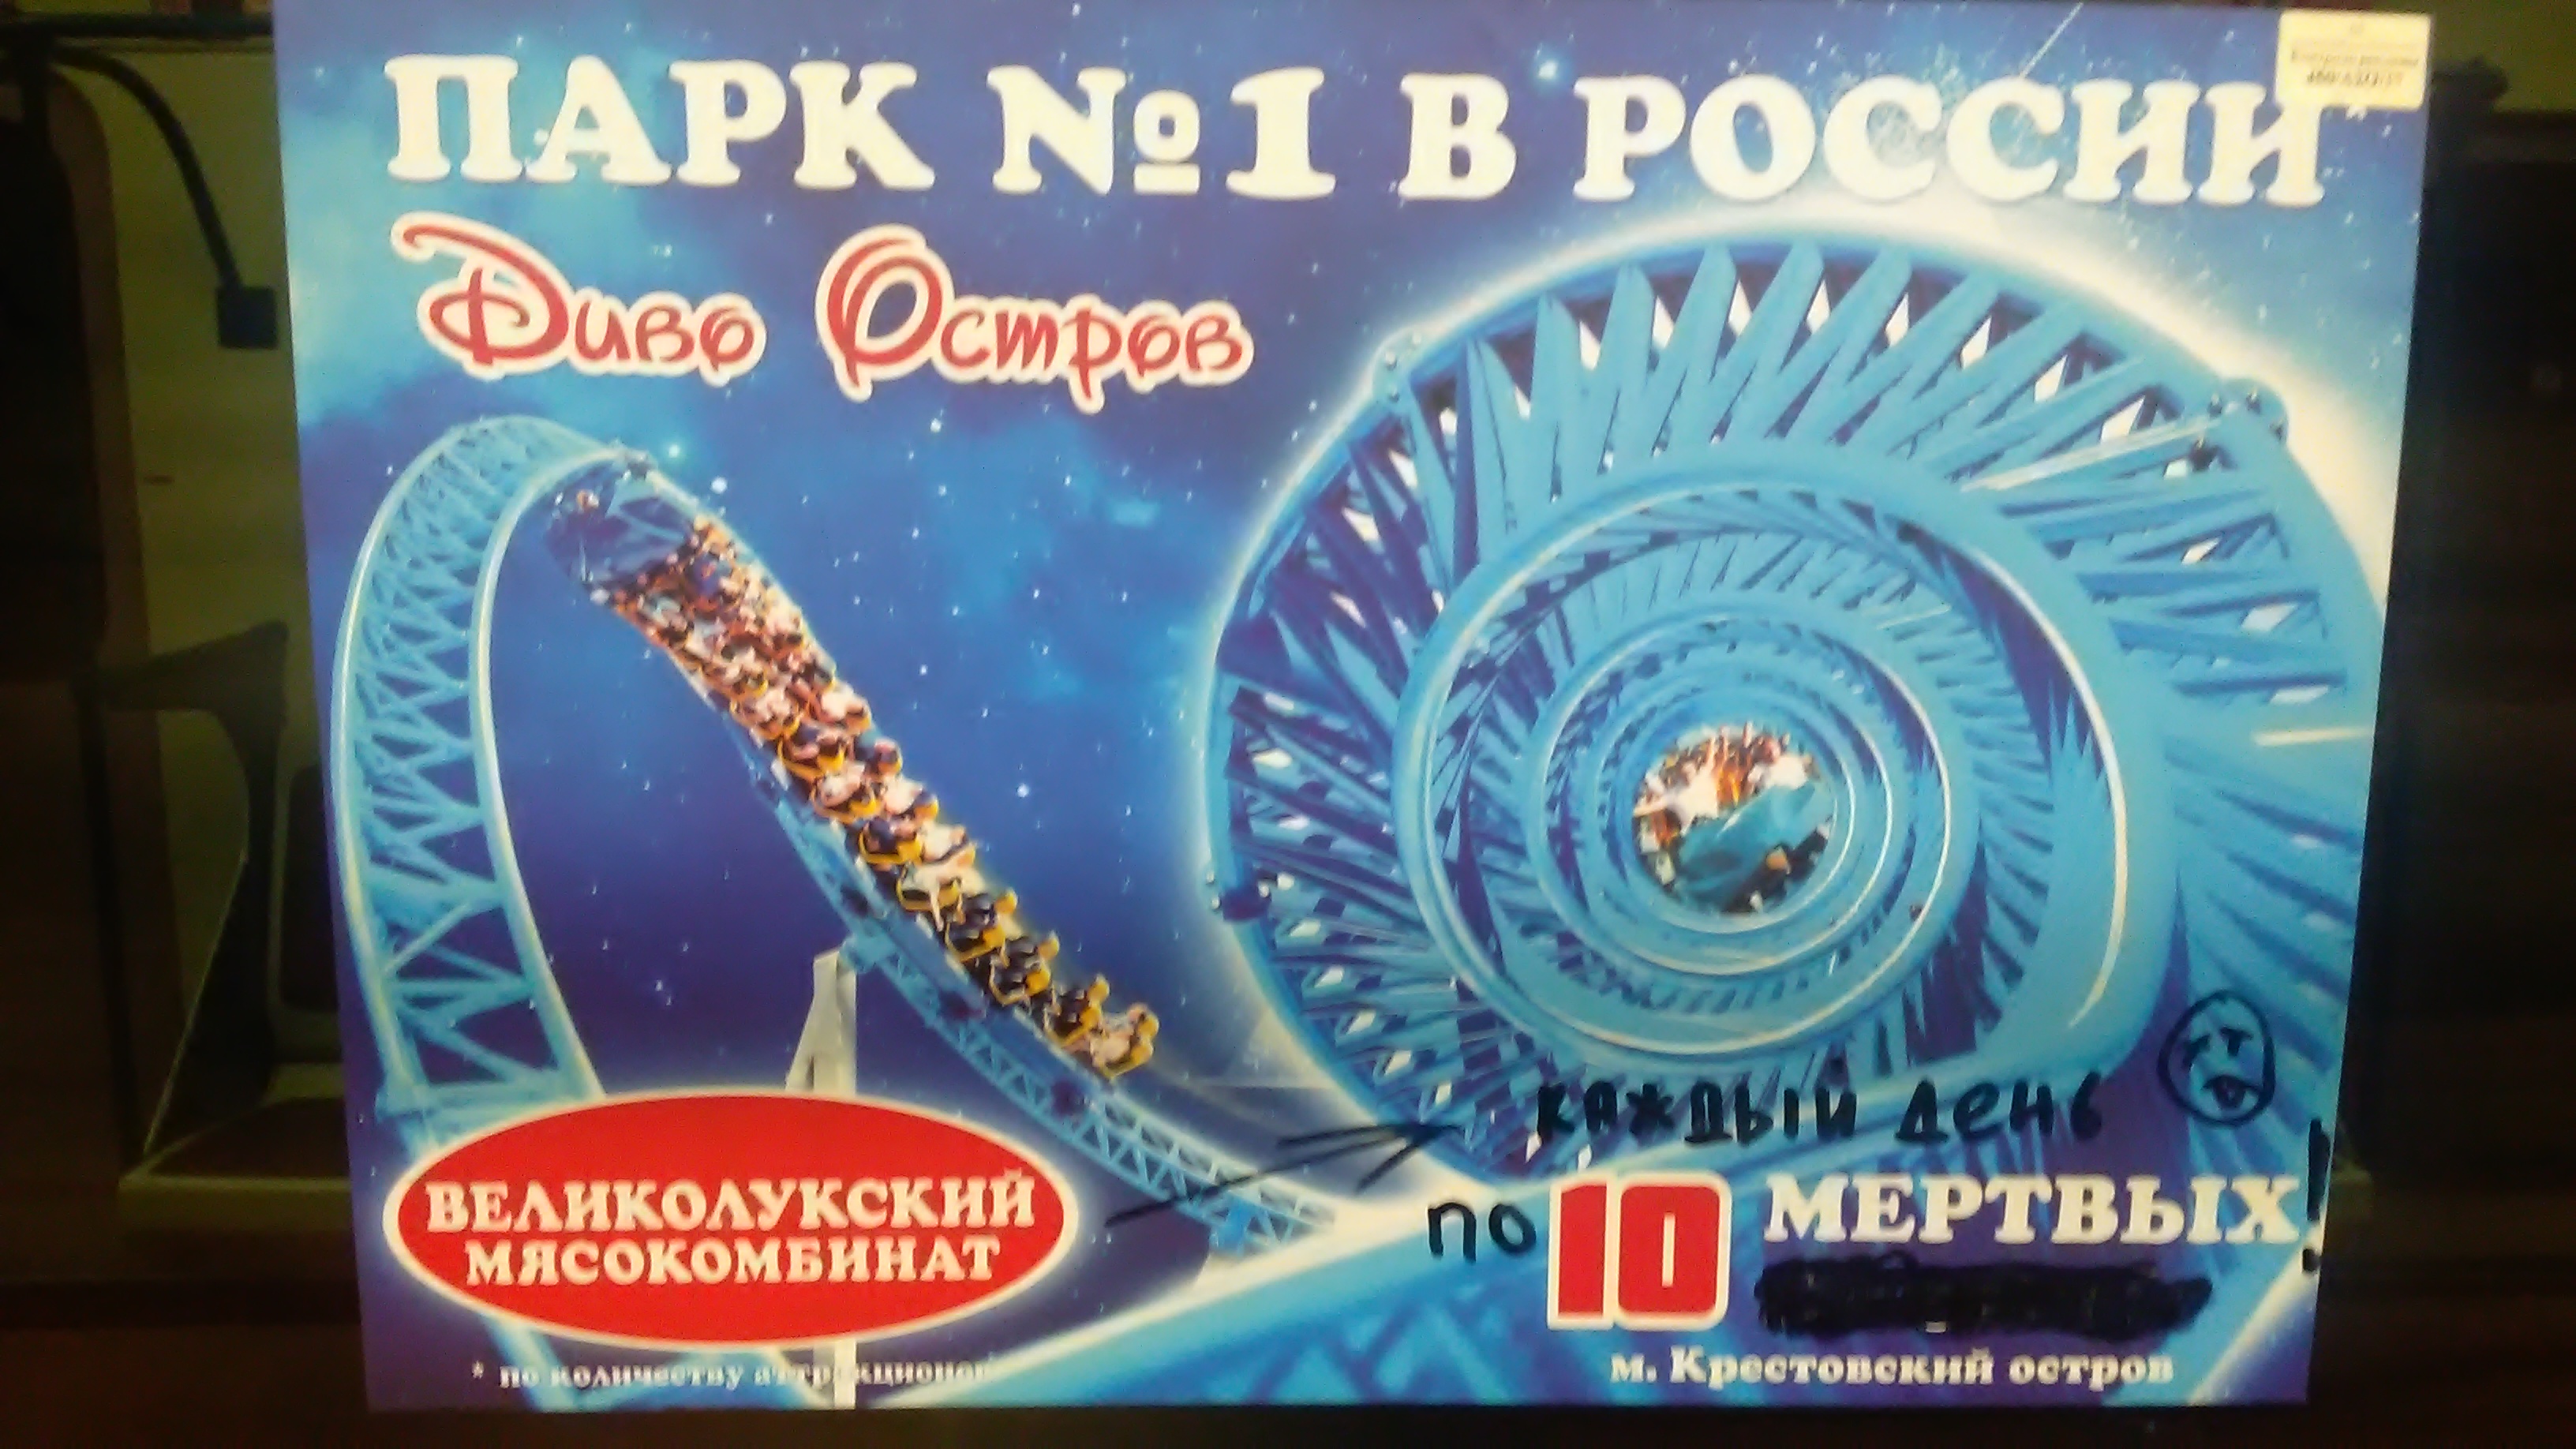 ПАРК №1 В РОССИИ
Диво Остров
КАЖДЫЙ ДЕНЬ
ПО 10 МЕРТВЫХ!
ВЕЛИКОЛУКСКИЙ
МЯСОКОМБИНАТ
* по количеству аттракционов
м. Крестовский остров